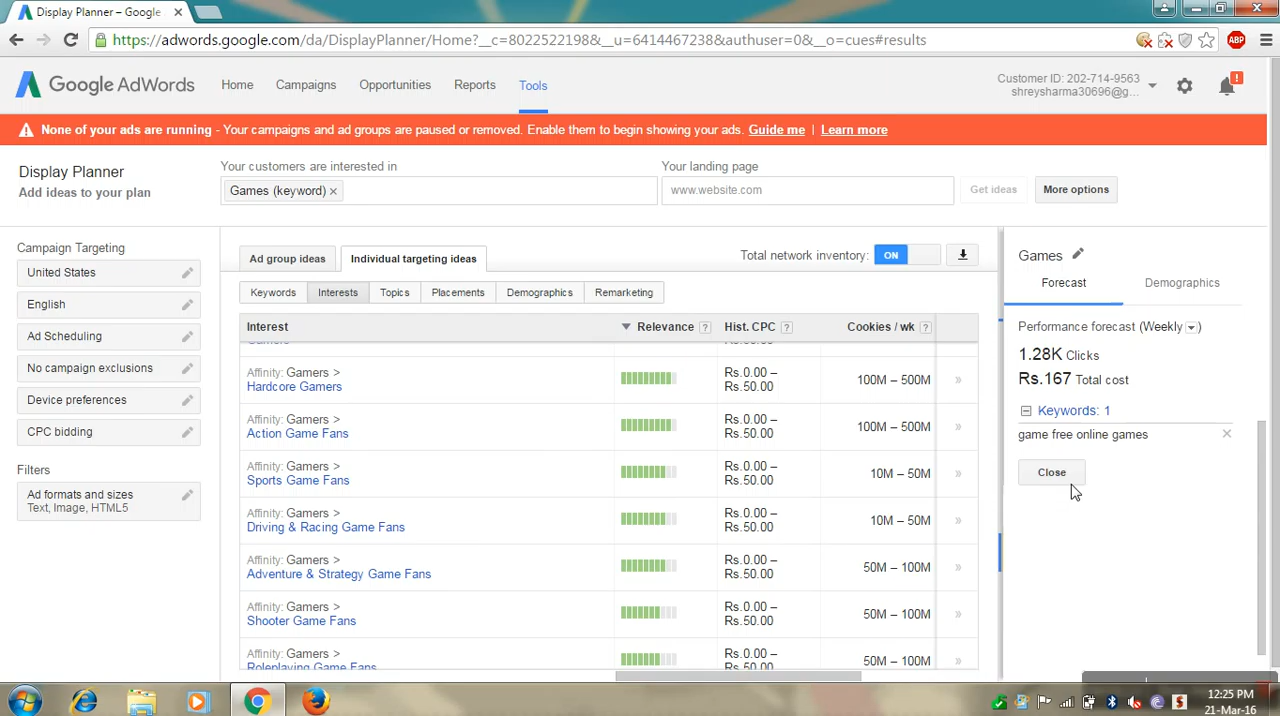 Display Planner – Google
https://adwords.google.com/da/DisplayPlanner/Home?__c=8022522198&__u=6414467238&authuser=0&__o=cues#results
ABP
Google AdWords
Home
Campaigns
Opportunities
Reports
Tools
Customer ID: 202-714-9563
shreysharma30696@g...
!
None of your ads are running - Your campaigns and ad groups are paused or removed. Enable them to begin showing your ads. Guide me | Learn more
Display Planner
Add ideas to your plan
Your customers are interested in
Games (keyword) ×
Your landing page
www.website.com
Get ideas
More options
Campaign Targeting
United States
English
Ad Scheduling
No campaign exclusions
Device preferences
CPC bidding
Filters
Ad formats and sizes
Text, Image, HTML5
Ad group ideas
Individual targeting ideas
Total network inventory:
ON
Keywords
Interests
Topics
Placements
Demographics
Remarketing
Interest
Relevance ?
Hist. CPC ?
Cookies / wk ?
Gamers
Affinity: Gamers >
Hardcore Gamers
Rs.0.00 –
Rs.50.00
100M – 500M »
Affinity: Gamers >
Action Game Fans
Rs.0.00 –
Rs.50.00
100M – 500M »
Affinity: Gamers >
Sports Game Fans
Rs.0.00 –
Rs.50.00
10M – 50M »
Affinity: Gamers >
Driving & Racing Game Fans
Rs.0.00 –
Rs.50.00
10M – 50M »
Affinity: Gamers >
Adventure & Strategy Game Fans
Rs.0.00 –
Rs.50.00
50M – 100M »
Affinity: Gamers >
Shooter Game Fans
Rs.0.00 –
Rs.50.00
50M – 100M »
Affinity: Gamers >
Roleplaying Game Fans
Rs.0.00 –
Rs.50.00
50M – 100M »
Games
Forecast
Demographics
Performance forecast (Weekly)
1.28K Clicks
Rs.167 Total cost
Keywords: 1
game free online games
Close
12:25 PM
21-Mar-16